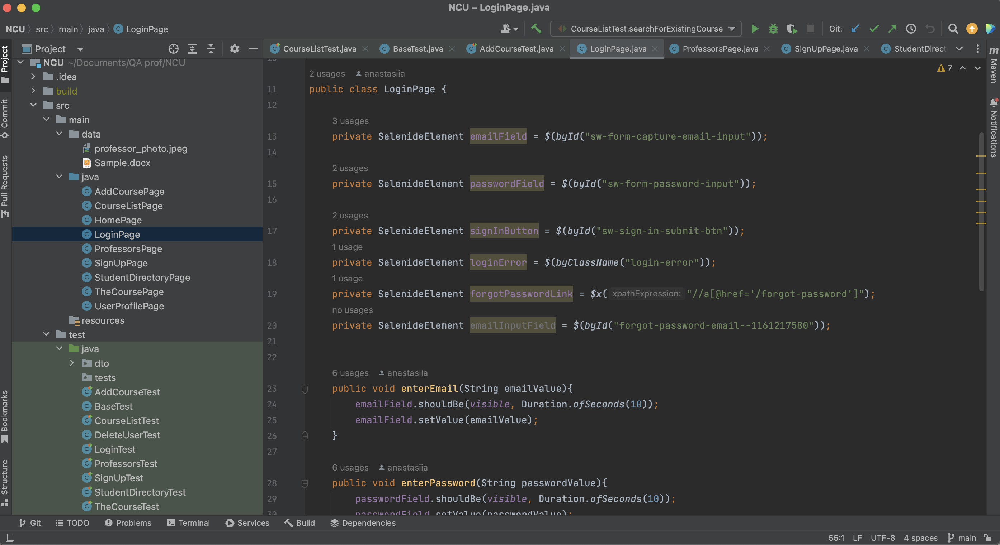 NCU – LoginPage.java
NCU src main java LoginPage
CourseListTest.searchForExistingCourse
Git:
Project
CourseListTest.java BaseTest.java AddCourseTest.java LoginPage.java ProfessorsPage.java SignUpPage.java StudentDirect
NCU ~/Documents/QA prof/NCU
.idea
build
src
main
data
professor_photo.jpeg
Sample.docx
java
AddCoursePage
CourseListPage
HomePage
LoginPage
ProfessorsPage
SignUpPage
StudentDirectoryPage
TheCoursePage
UserProfilePage
resources
test
java
dto
tests
AddCourseTest
BaseTest
CourseListTest
DeleteUserTest
LoginTest
ProfessorsTest
SignUpTest
StudentDirectoryTest
TheCourseTest
Project
Commit
Pull Requests
Bookmarks
Structure
7
10
2 usages anastasiia
11 public class LoginPage {
12
3 usages
13 private SelenideElement emailField = $(byId("sw-form-capture-email-input"));
14
2 usages
15 private SelenideElement passwordField = $(byId("sw-form-password-input"));
16
2 usages
17 private SelenideElement signInButton = $(byId("sw-sign-in-submit-btn"));
1 usage
18 private SelenideElement loginError = $(byClassName("login-error"));
1 usage
19 private SelenideElement forgotPasswordLink = $x( xpathExpression: "//a[@href='/forgot-password']");
no usages
20 private SelenideElement emailInputField = $(byId("forgot-password-email--1161217580"));
21
22
6 usages anastasiia
23 public void enterEmail(String emailValue){
24 emailField.shouldBe(visible, Duration.ofSeconds(10));
25 emailField.setValue(emailValue);
26 }
27
6 usages anastasiia
28 public void enterPassword(String passwordValue){
29 passwordField.shouldBe(visible, Duration.ofSeconds(10));
30 passwordField.setValue(passwordValue);
m Maven
Notifications
Git TODO Problems Terminal Services Build Dependencies
55:1 LF UTF-8 4 spaces main